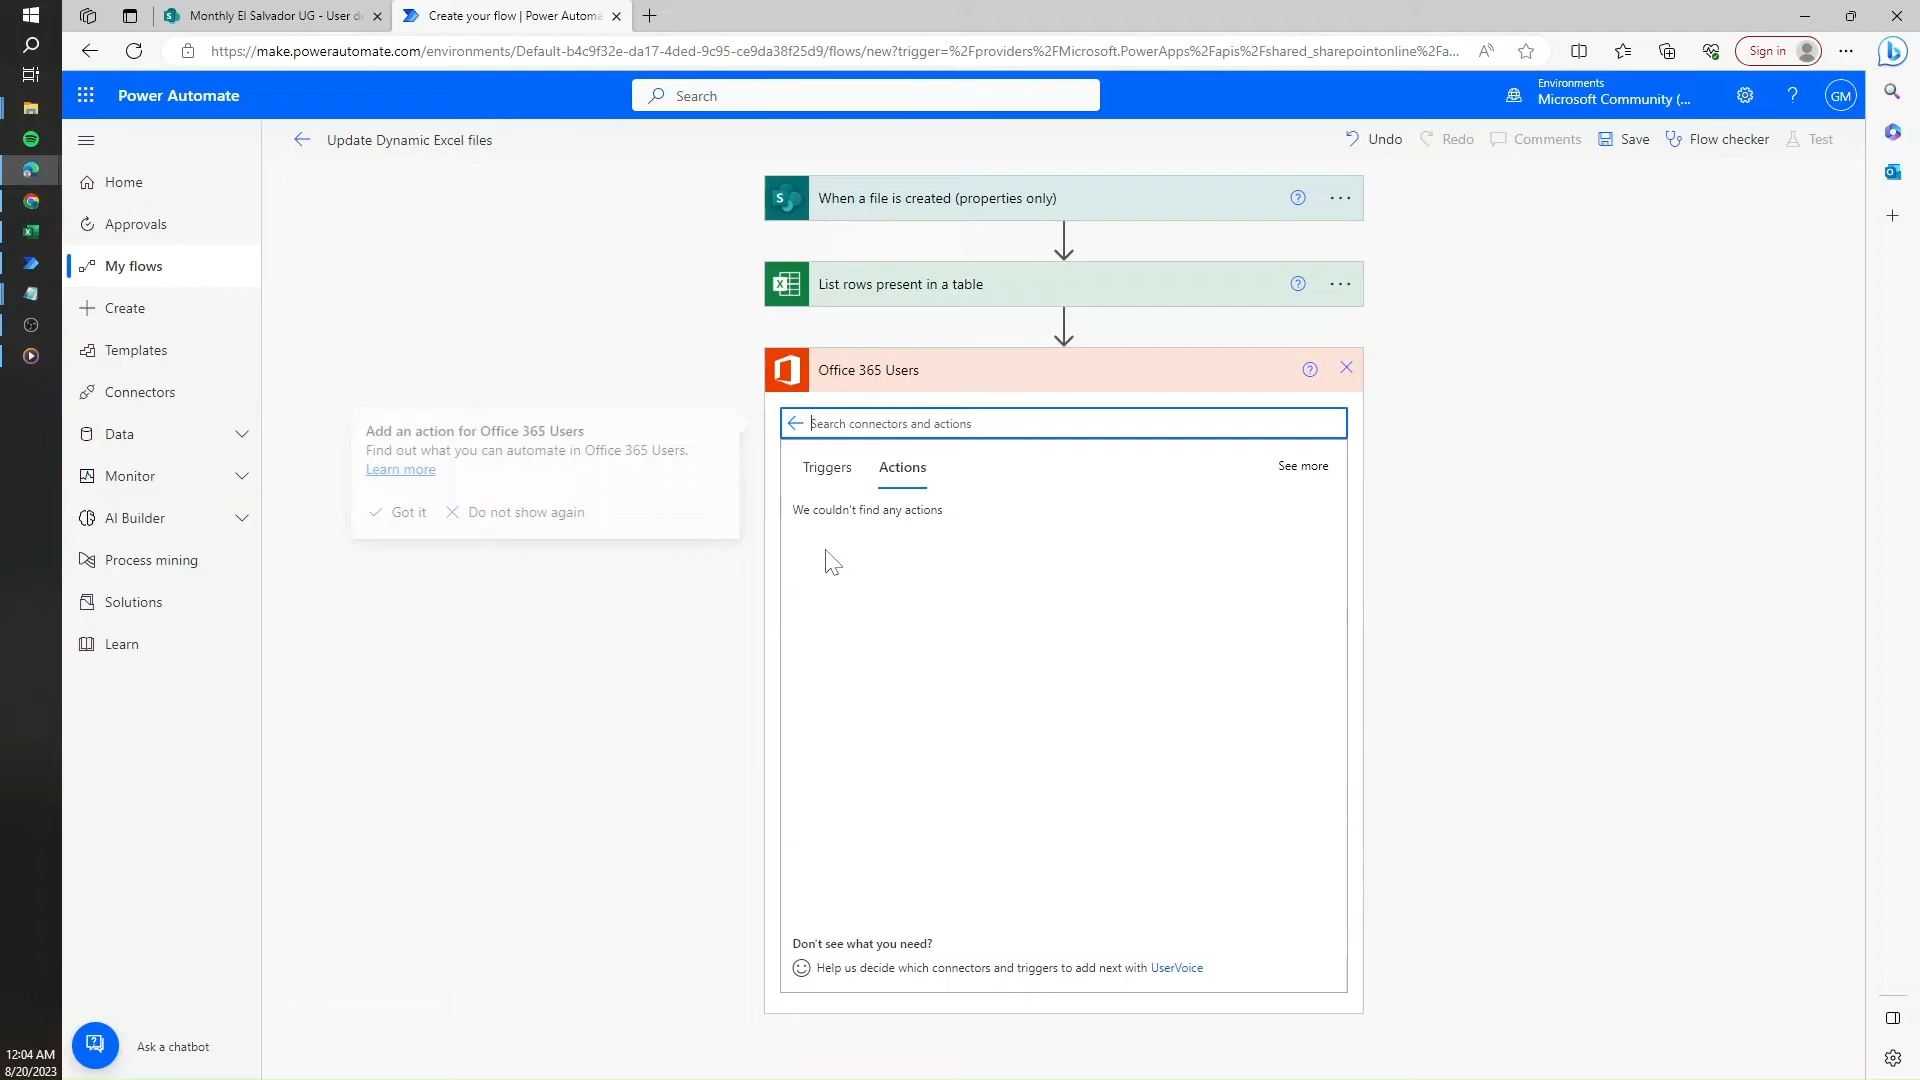 Monthly El Salvador UG - User d
Create your flow | Power Automa
https://make.powerautomate.com/environments/Default-b4c9f32e-da17-4ded-9c95-ce9da38f25d9/flows/new?trigger=%2Fproviders%2FMicrosoft.PowerApps%2Fapis%2Fshared_sharepointonline%2Fa...
Sign in
Power Automate
Search
Environments
Microsoft Community (...
GM
Update Dynamic Excel files
Undo
Redo
Comments
Save
Flow checker
Test
Home
Approvals
My flows
Create
Templates
Connectors
Data
Monitor
AI Builder
Process mining
Solutions
Learn
When a file is created (properties only)
List rows present in a table
Office 365 Users
Add an action for Office 365 Users
Find out what you can automate in Office 365 Users.
Learn more
Got it
Do not show again
Search connectors and actions
Triggers
Actions
See more
We couldn't find any actions
Don't see what you need?
Help us decide which connectors and triggers to add next with UserVoice
Ask a chatbot
12:04 AM
8/20/2023